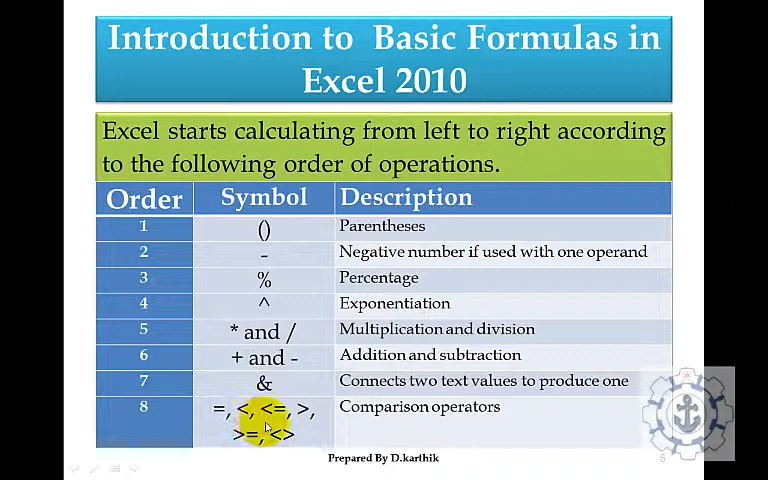 Introduction to Basic Formulas in
Excel 2010
Excel starts calculating from left to right according
to the following order of operations.
Order Symbol Description
1 () Parentheses
2 - Negative number if used with one operand
3 % Percentage
4 ^ Exponentiation
5 * and / Multiplication and division
6 + and - Addition and subtraction
7 & Connects two text values to produce one
8 =, <, <=, >, Comparison operators
>=, <>
Prepared By D.karthik
8